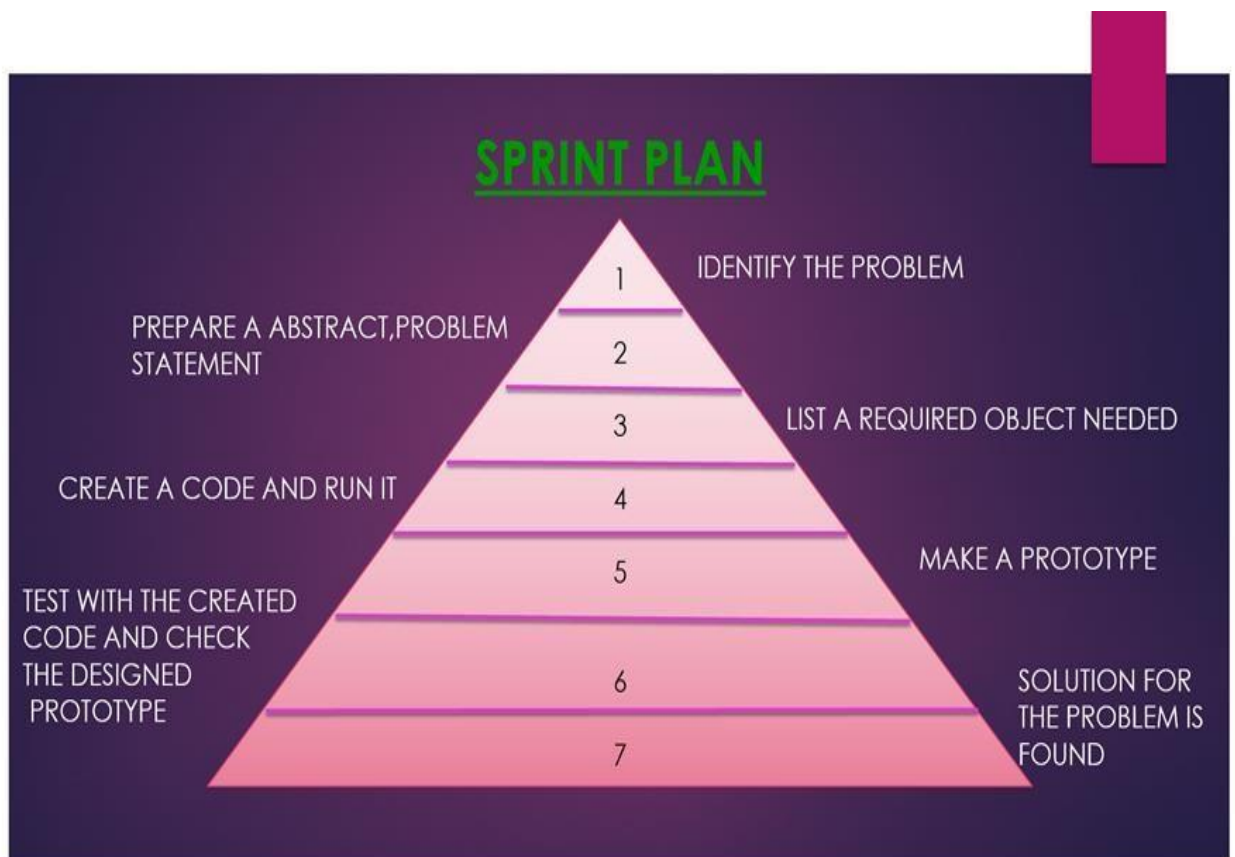 SPRINT PLAN
1
IDENTIFY THE PROBLEM
PREPARE A ABSTRACT,PROBLEM
STATEMENT
2
3
LIST A REQUIRED OBJECT NEEDED
CREATE A CODE AND RUN IT
4
5
MAKE A PROTOTYPE
TEST WITH THE CREATED
CODE AND CHECK
THE DESIGNED
PROTOTYPE
6
SOLUTION FOR
THE PROBLEM IS
FOUND
7